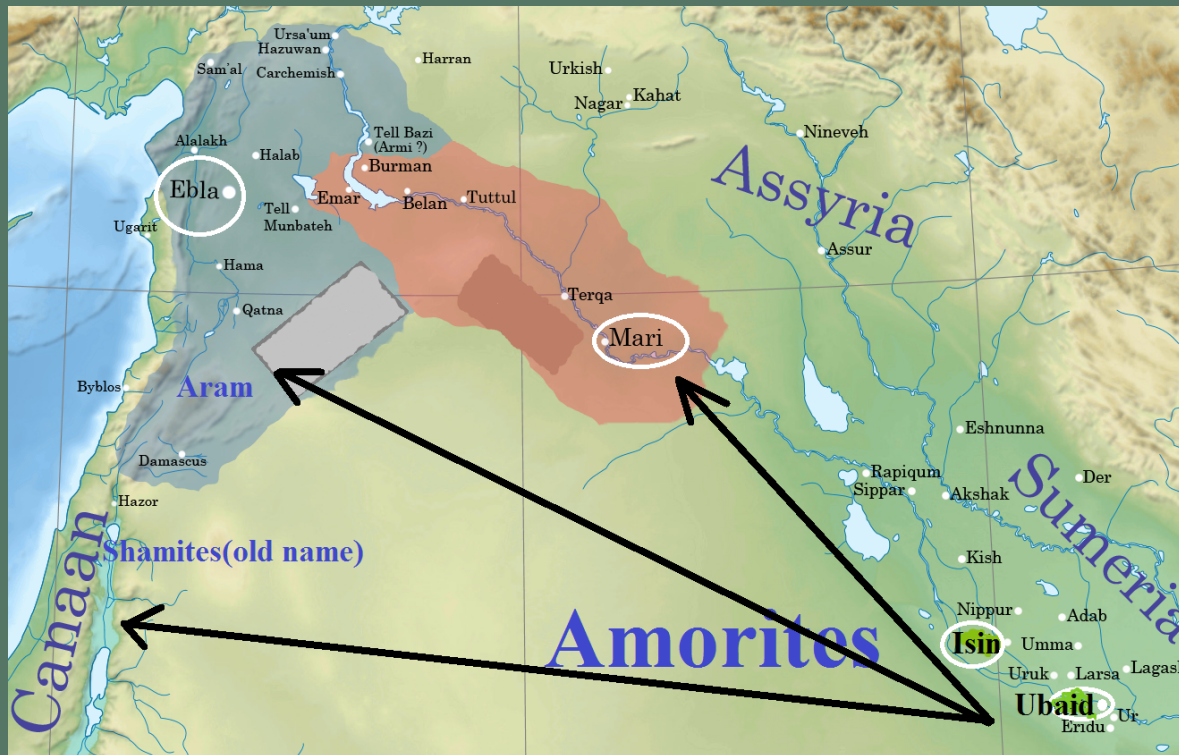 Ursa'um
Hazuwan
Harran
Sam'al
Carchemish
Urkish
Kahat
Nagar
Nineveh
Tell Bazi
(Armi ?)
Alalakh
Halab
Burman
Assyria
Ebla
Emar
Belan
Tuttul
Tell
Munbateh
Ugarit
Assur
Hama
Terqa
Qatna
Mari
Byblos
Aram
Eshnunna
Damascus
Rapiqum
Der
Sippar
Akshak
Hazor
Sumeria
Canaan
Shamites(old name)
Kish
Nippur
Adab
Amorites
Isin
Umma
Uruk
Larsa
Lagash
Ubaid
Ur
Eridu